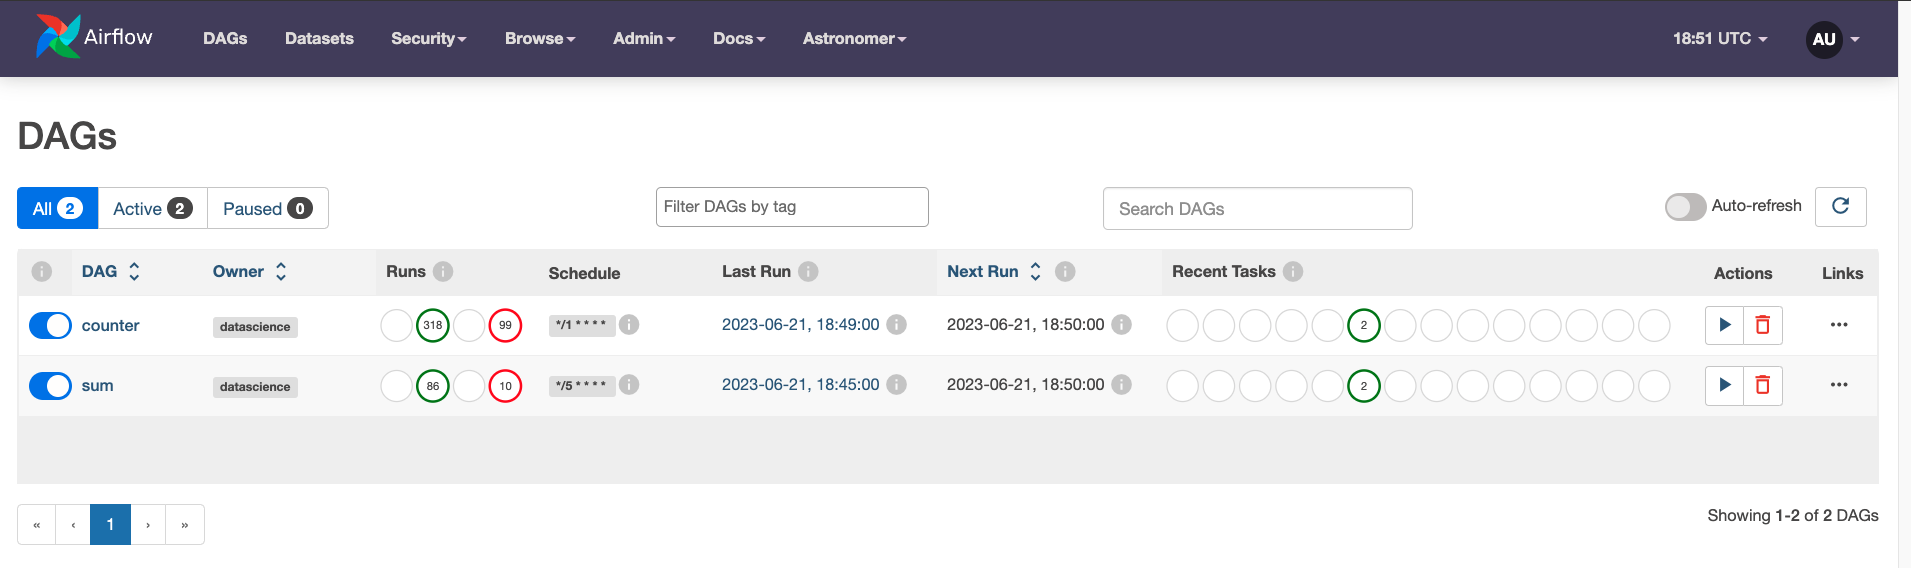 Airflow DAGs Datasets Security Browse Admin Docs Astronomer 18:51 UTC AU
DAGs
All 2 Active 2 Paused 0 Filter DAGs by tag Search DAGs Auto-refresh
i DAG Owner Runs i Schedule Last Run i Next Run i Recent Tasks i Actions Links
counter datascience 318 99 */1 * * * * i 2023-06-21, 18:49:00 i 2023-06-21, 18:50:00 i 2 ...
sum datascience 86 10 */5 * * * * i 2023-06-21, 18:45:00 i 2023-06-21, 18:50:00 i 2 ...
« ‹ 1 › » Showing 1-2 of 2 DAGs